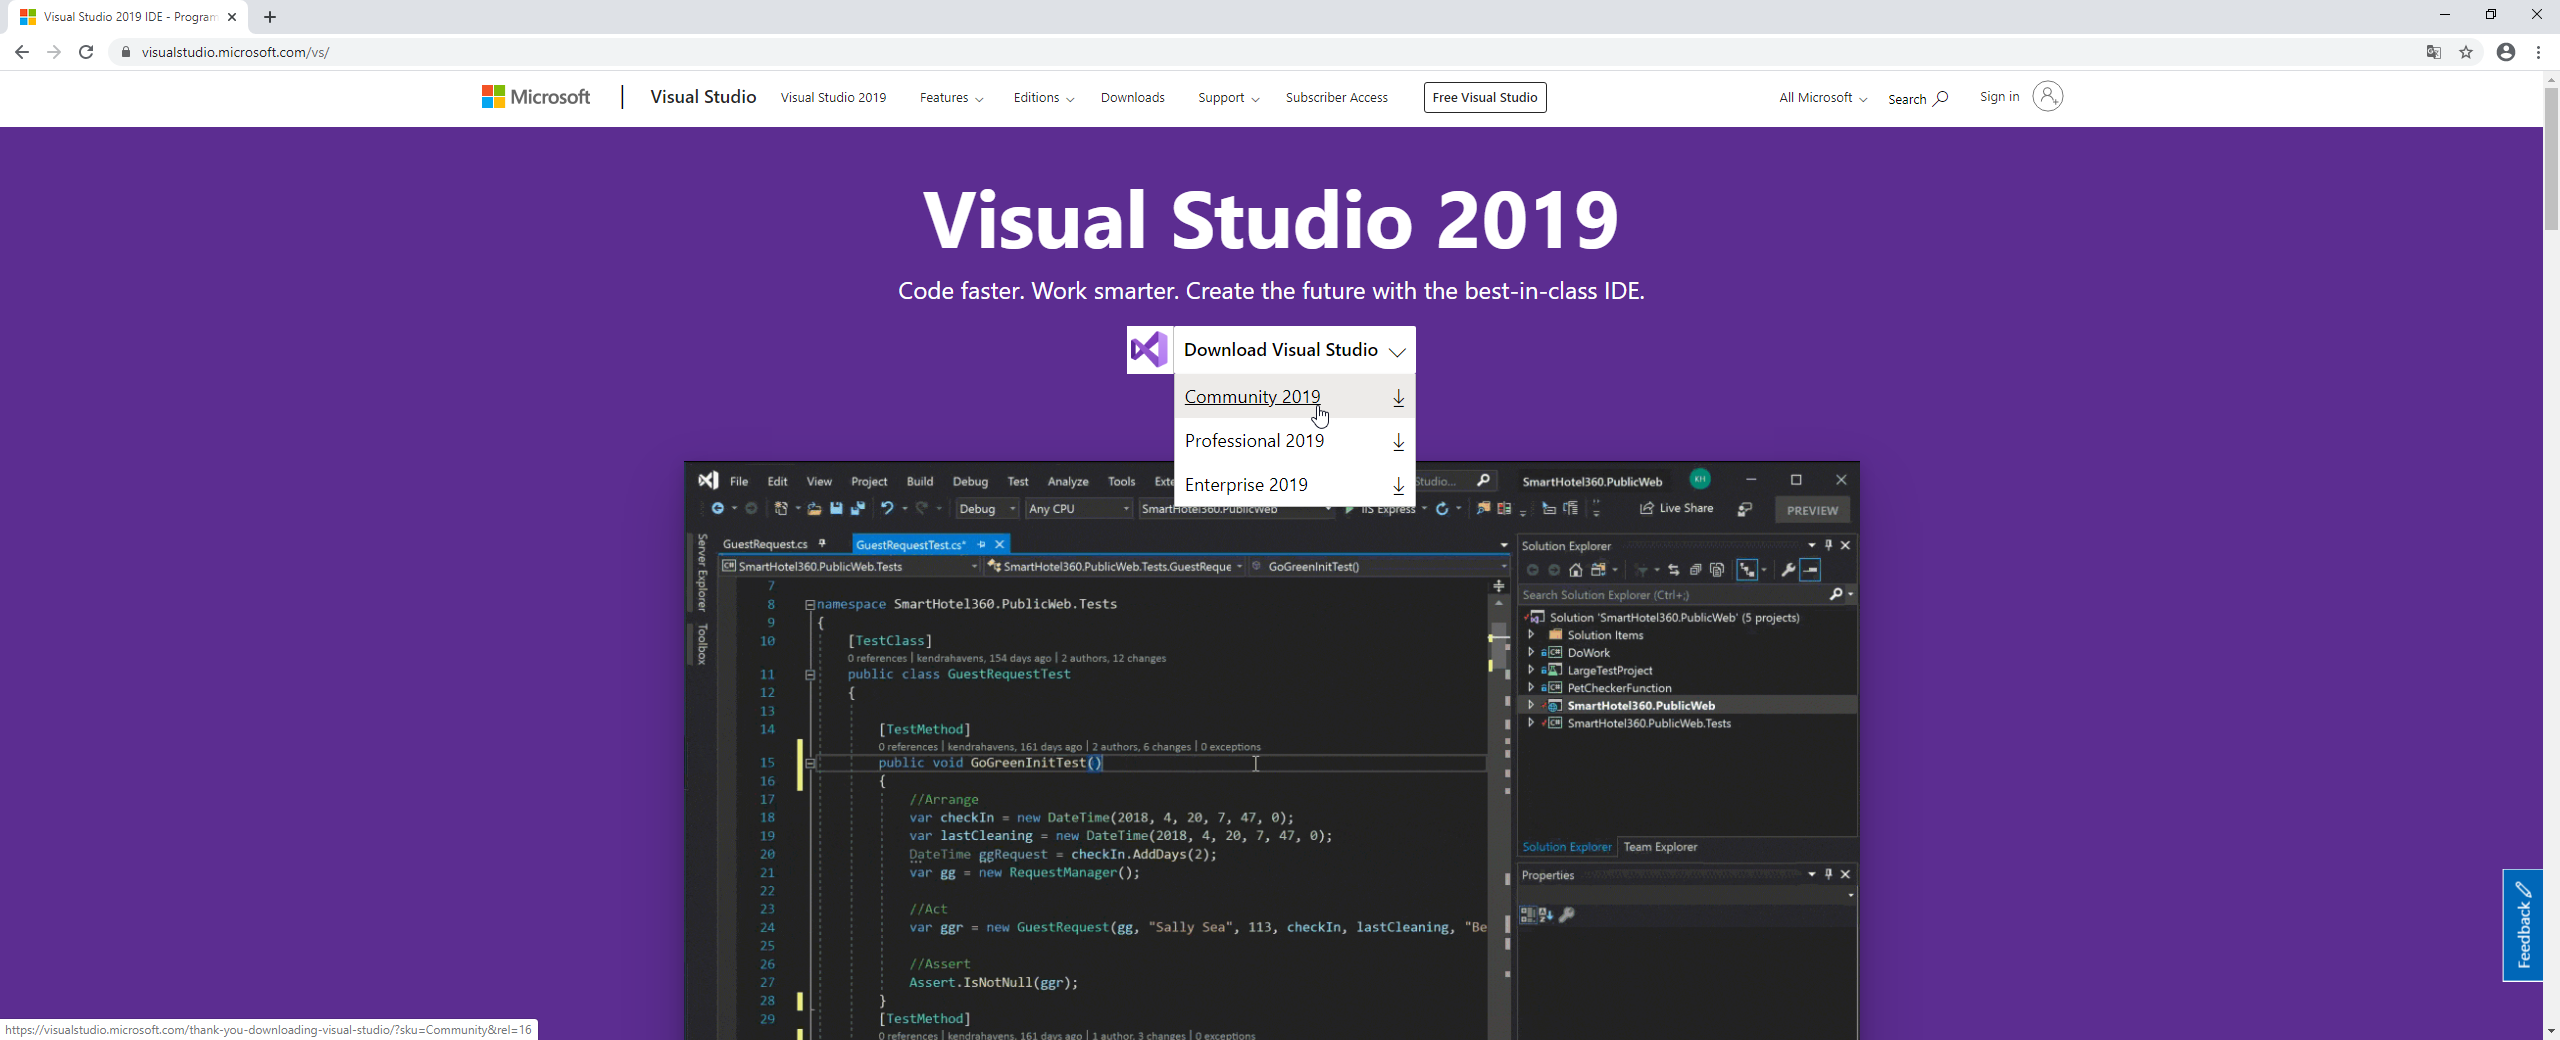 Visual Studio 2019 IDE - Program
visualstudio.microsoft.com/vs/
Microsoft Visual Studio Visual Studio 2019 Features Editions Downloads Support Subscriber Access Free Visual Studio All Microsoft Search Sign in
Visual Studio 2019
Code faster. Work smarter. Create the future with the best-in-class IDE.
Download Visual Studio
Community 2019
Professional 2019
Enterprise 2019
File Edit View Project Build Debug Test Analyze Tools Exte Studio... SmartHotel360.PublicWeb KH
Debug Any CPU SmartHotel360.PublicWeb IIS Express Live Share PREVIEW
Server Explorer
Toolbox
GuestRequest.cs GuestRequestTest.cs*
SmartHotel360.PublicWeb.Tests SmartHotel360.PublicWeb.Tests.GuestReque GoGreenInitTest()
7
8 namespace SmartHotel360.PublicWeb.Tests
9 {
10 [TestClass]
0 references | kendrahavens, 154 days ago | 2 authors, 12 changes
11 public class GuestRequestTest
12 {
13
14 [TestMethod]
0 references | kendrahavens, 161 days ago | 2 authors, 6 changes | 0 exceptions
15 public void GoGreenInitTest()
16 {
17 //Arrange
18 var checkIn = new DateTime(2018, 4, 20, 7, 47, 0);
19 var lastCleaning = new DateTime(2018, 4, 20, 7, 47, 0);
20 DateTime ggRequest = checkIn.AddDays(2);
21 var gg = new RequestManager();
22
23 //Act
24 var ggr = new GuestRequest(gg, "Sally Sea", 113, checkIn, lastCleaning, "Be
25
26 //Assert
27 Assert.IsNotNull(ggr);
28 }
29 [TestMethod]
0 references | kendrahavens, 161 days ago | 1 author, 3 changes | 0 exceptions
Solution Explorer
Search Solution Explorer (Ctrl+;)
Solution 'SmartHotel360.PublicWeb' (5 projects)
Solution Items
DoWork
LargeTestProject
PetCheckerFunction
SmartHotel360.PublicWeb
SmartHotel360.PublicWeb.Tests
Solution Explorer Team Explorer
Properties
Feedback
https://visualstudio.microsoft.com/thank-you-downloading-visual-studio/?sku=Community&rel=16